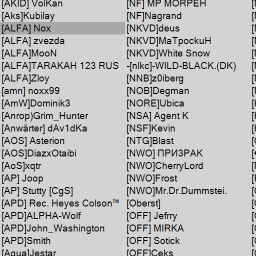 [AKID] VolKan
[Aks]Kubilay
[ALFA] Nox
[ALFA] zvezda
[ALFA]MooN
[ALFA]TARAKAH 123 RUS
[ALFA]Zloy
[amn] noxx99
[AmW]Dominik3
[Anrop)Grim_Hunter
[Anwärter] dAv1dKa
[AOS] Asterion
[AOS]DiazxOtaibi
[AoS]xqtr
[AP] Joop
[AP] Stutty [CgS]
[APD] Rec. Heyes Colson™
[APD]ALPHA-Wolf
[APD]John_Washington
[APD]Smith
[Aqua]Jestar
[NF] MP MOPEH
[NF]Nagrand
[NKVD]deus
[NKVD]MaTpockuH
[NKVD]White Snow
-[nlkc]-WILD-BLACK.(DK)
[NNB]z0iberg
[NOB]Degman
[NORE]Ubica
[NSA] Agent K
[NSF]Kevin
[NTG]Blast
[NWO] ПРИЗРАК
[NWO]CherryLord
[NWO]Frost
[NWO]Mr.Dr.Dummstei.
[Oberst]
[OFF] Jefrry
[OFF] MIRKA
[OFF] Sotick
[OFF]Ceks